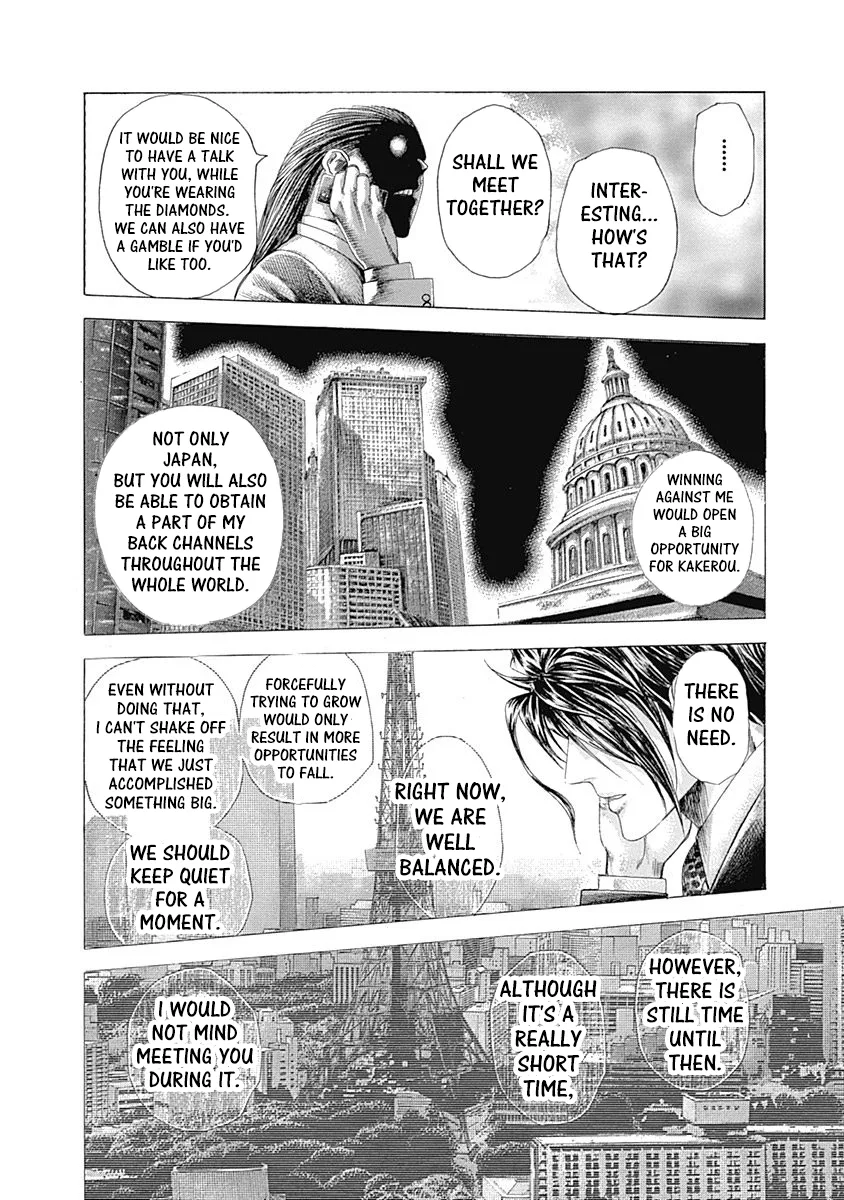 ......
INTER-
ESTING...
HOW'S
THAT?
SHALL WE
MEET
TOGETHER?
IT WOULD BE NICE
TO HAVE A TALK
WITH YOU, WHILE
YOU'RE WEARING
THE DIAMONDS.
WE CAN ALSO HAVE
A GAMBLE IF YOU'D
LIKE TOO.
WINNING
AGAINST ME
WOULD OPEN
A BIG
OPPORTUNITY
FOR KAKEROU.
NOT ONLY
JAPAN,
BUT YOU WILL ALSO
BE ABLE TO OBTAIN
A PART OF MY
BACK CHANNELS
THROUGHOUT THE
WHOLE WORLD.
THERE
IS NO
NEED.
RIGHT NOW,
WE ARE
WELL
BALANCED.
FORCEFULLY
TRYING TO GROW
WOULD ONLY
RESULT IN MORE
OPPORTUNITIES
TO FALL.
EVEN WITHOUT
DOING THAT,
I CAN'T SHAKE OFF
THE FEELING
THAT WE JUST
ACCOMPLISHED
SOMETHING BIG.
WE SHOULD
KEEP QUIET
FOR A
MOMENT.
HOWEVER,
THERE IS
STILL TIME
UNTIL
THEN.
ALTHOUGH
IT'S A
REALLY
SHORT
TIME,
I WOULD
NOT MIND
MEETING YOU
DURING IT.